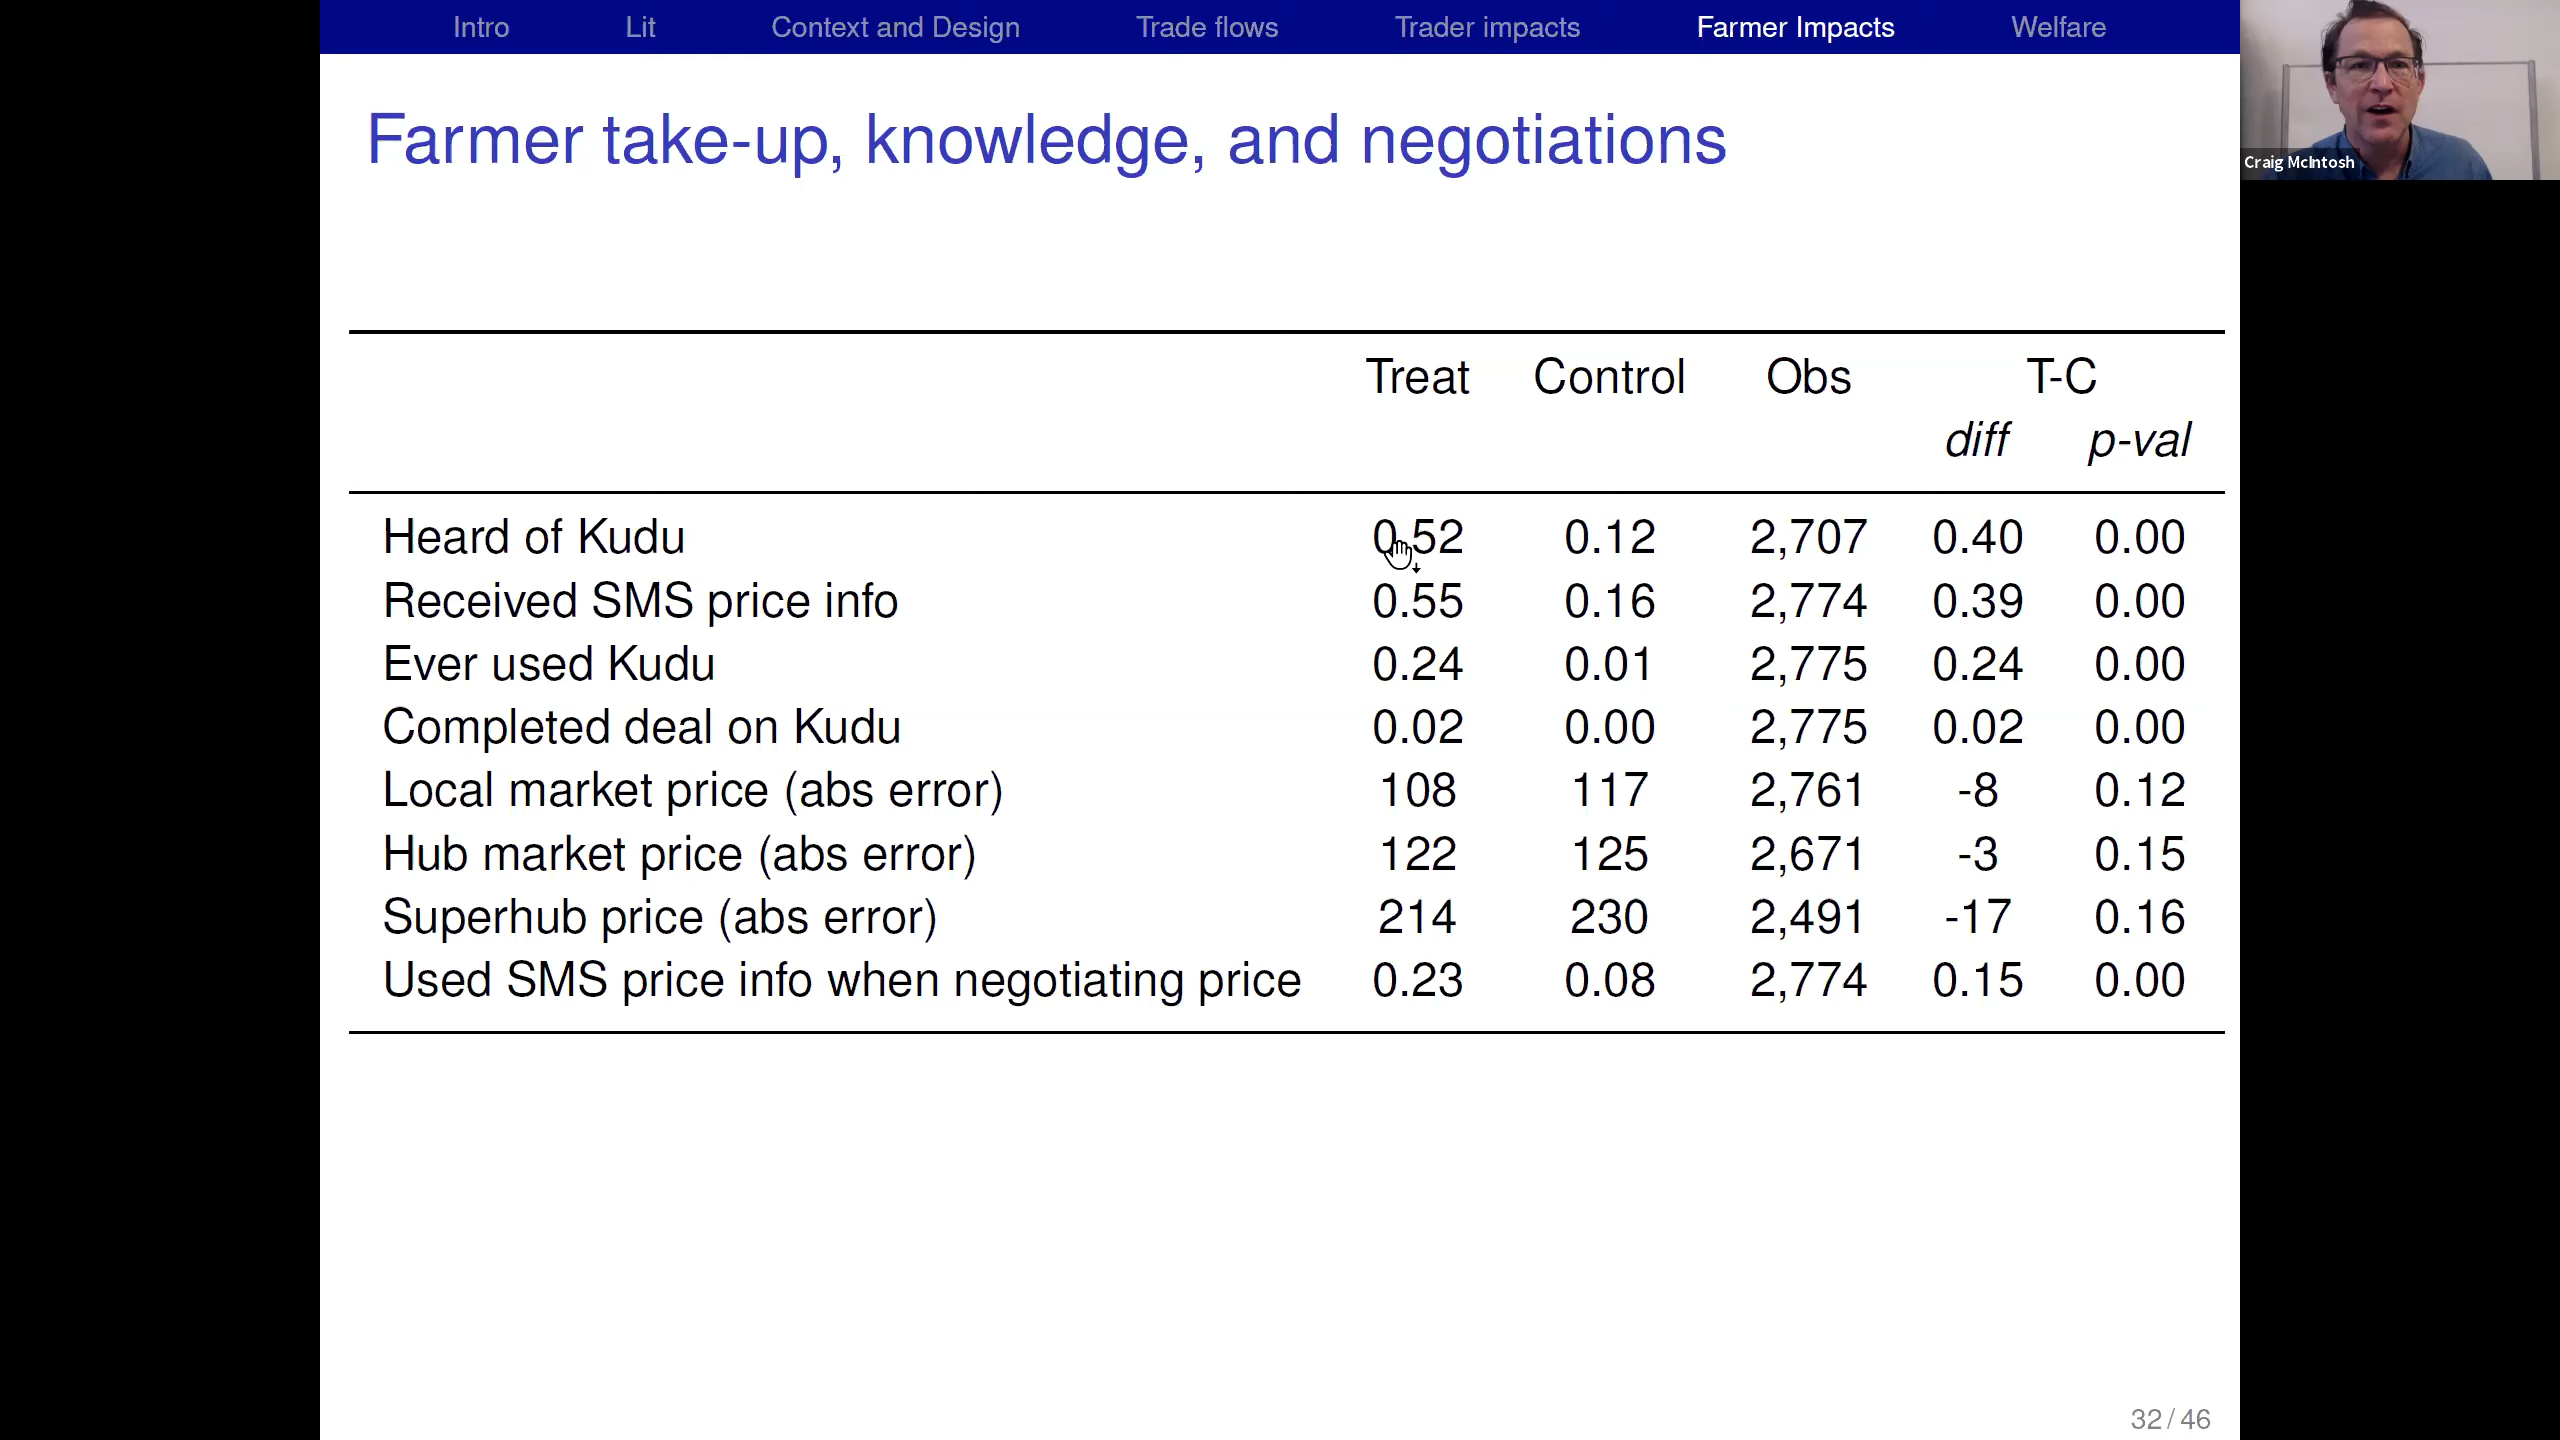 Intro Lit Context and Design Trade flows Trader impacts Farmer Impacts Welfare
Craig McIntosh
Farmer take-up, knowledge, and negotiations
Treat Control Obs T-C
diff p-val
Heard of Kudu 0.52 0.12 2,707 0.40 0.00
Received SMS price info 0.55 0.16 2,774 0.39 0.00
Ever used Kudu 0.24 0.01 2,775 0.24 0.00
Completed deal on Kudu 0.02 0.00 2,775 0.02 0.00
Local market price (abs error) 108 117 2,761 -8 0.12
Hub market price (abs error) 122 125 2,671 -3 0.15
Superhub price (abs error) 214 230 2,491 -17 0.16
Used SMS price info when negotiating price 0.23 0.08 2,774 0.15 0.00
32 / 46